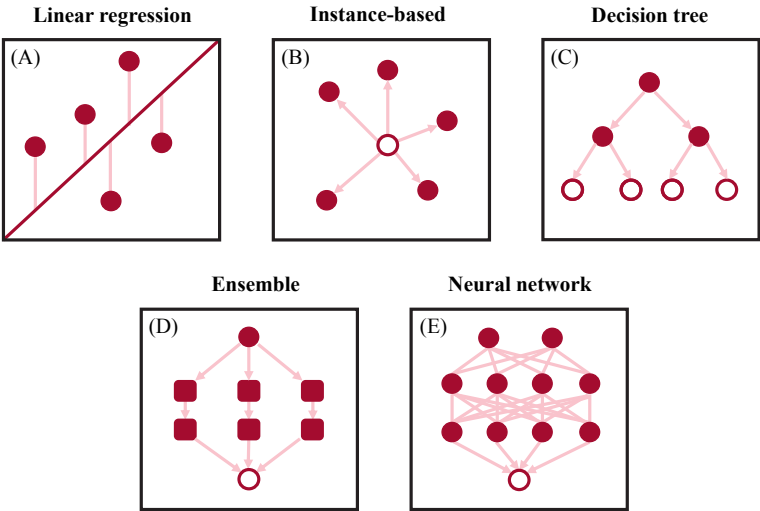 Linear regression
Instance-based
Decision tree
(A)
(B)
(C)
Ensemble
Neural network
(D)
(E)